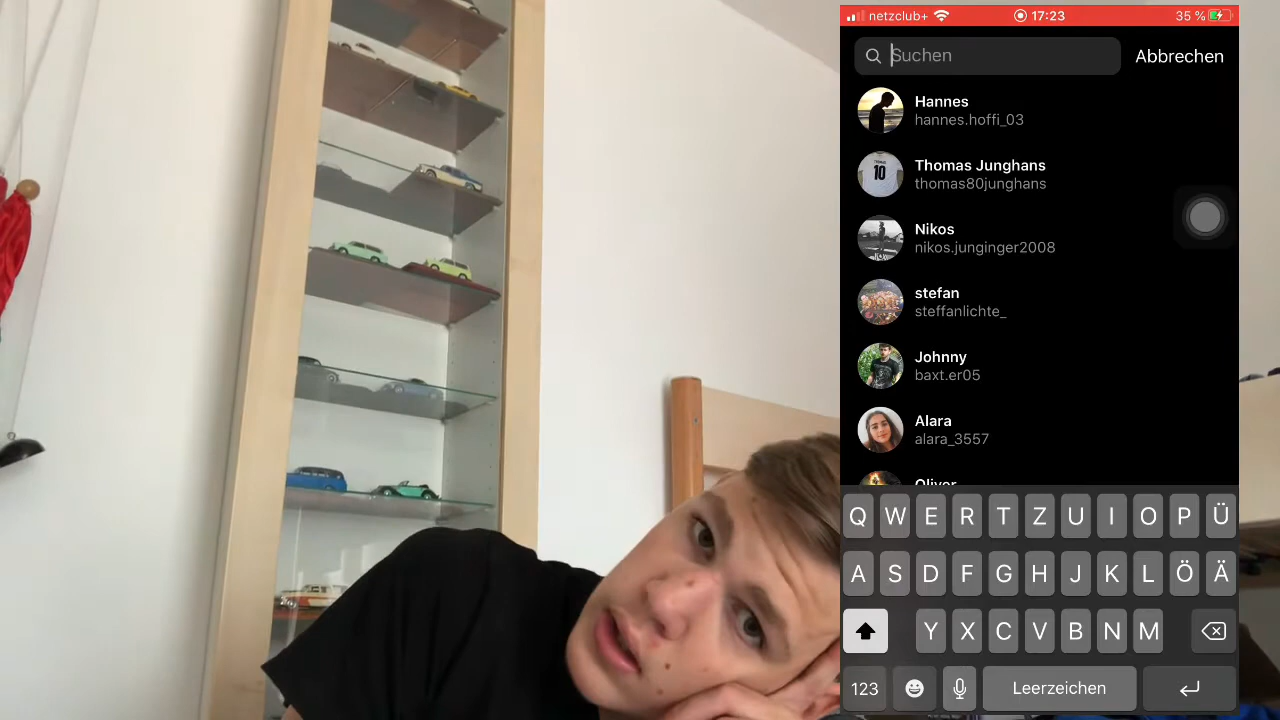 netzclub+ 17:23 35 %
Suchen Abbrechen
Hannes
hannes.hoffi_03
Thomas Junghans
thomas80junghans
Nikos
nikos.junginger2008
stefan
steffanlichte_
Johnny
baxt.er05
Alara
alara_3557
Oliver
Q W E R T Z U I O P Ü
A S D F G H J K L Ö Ä
Y X C V B N M
123 Leerzeichen